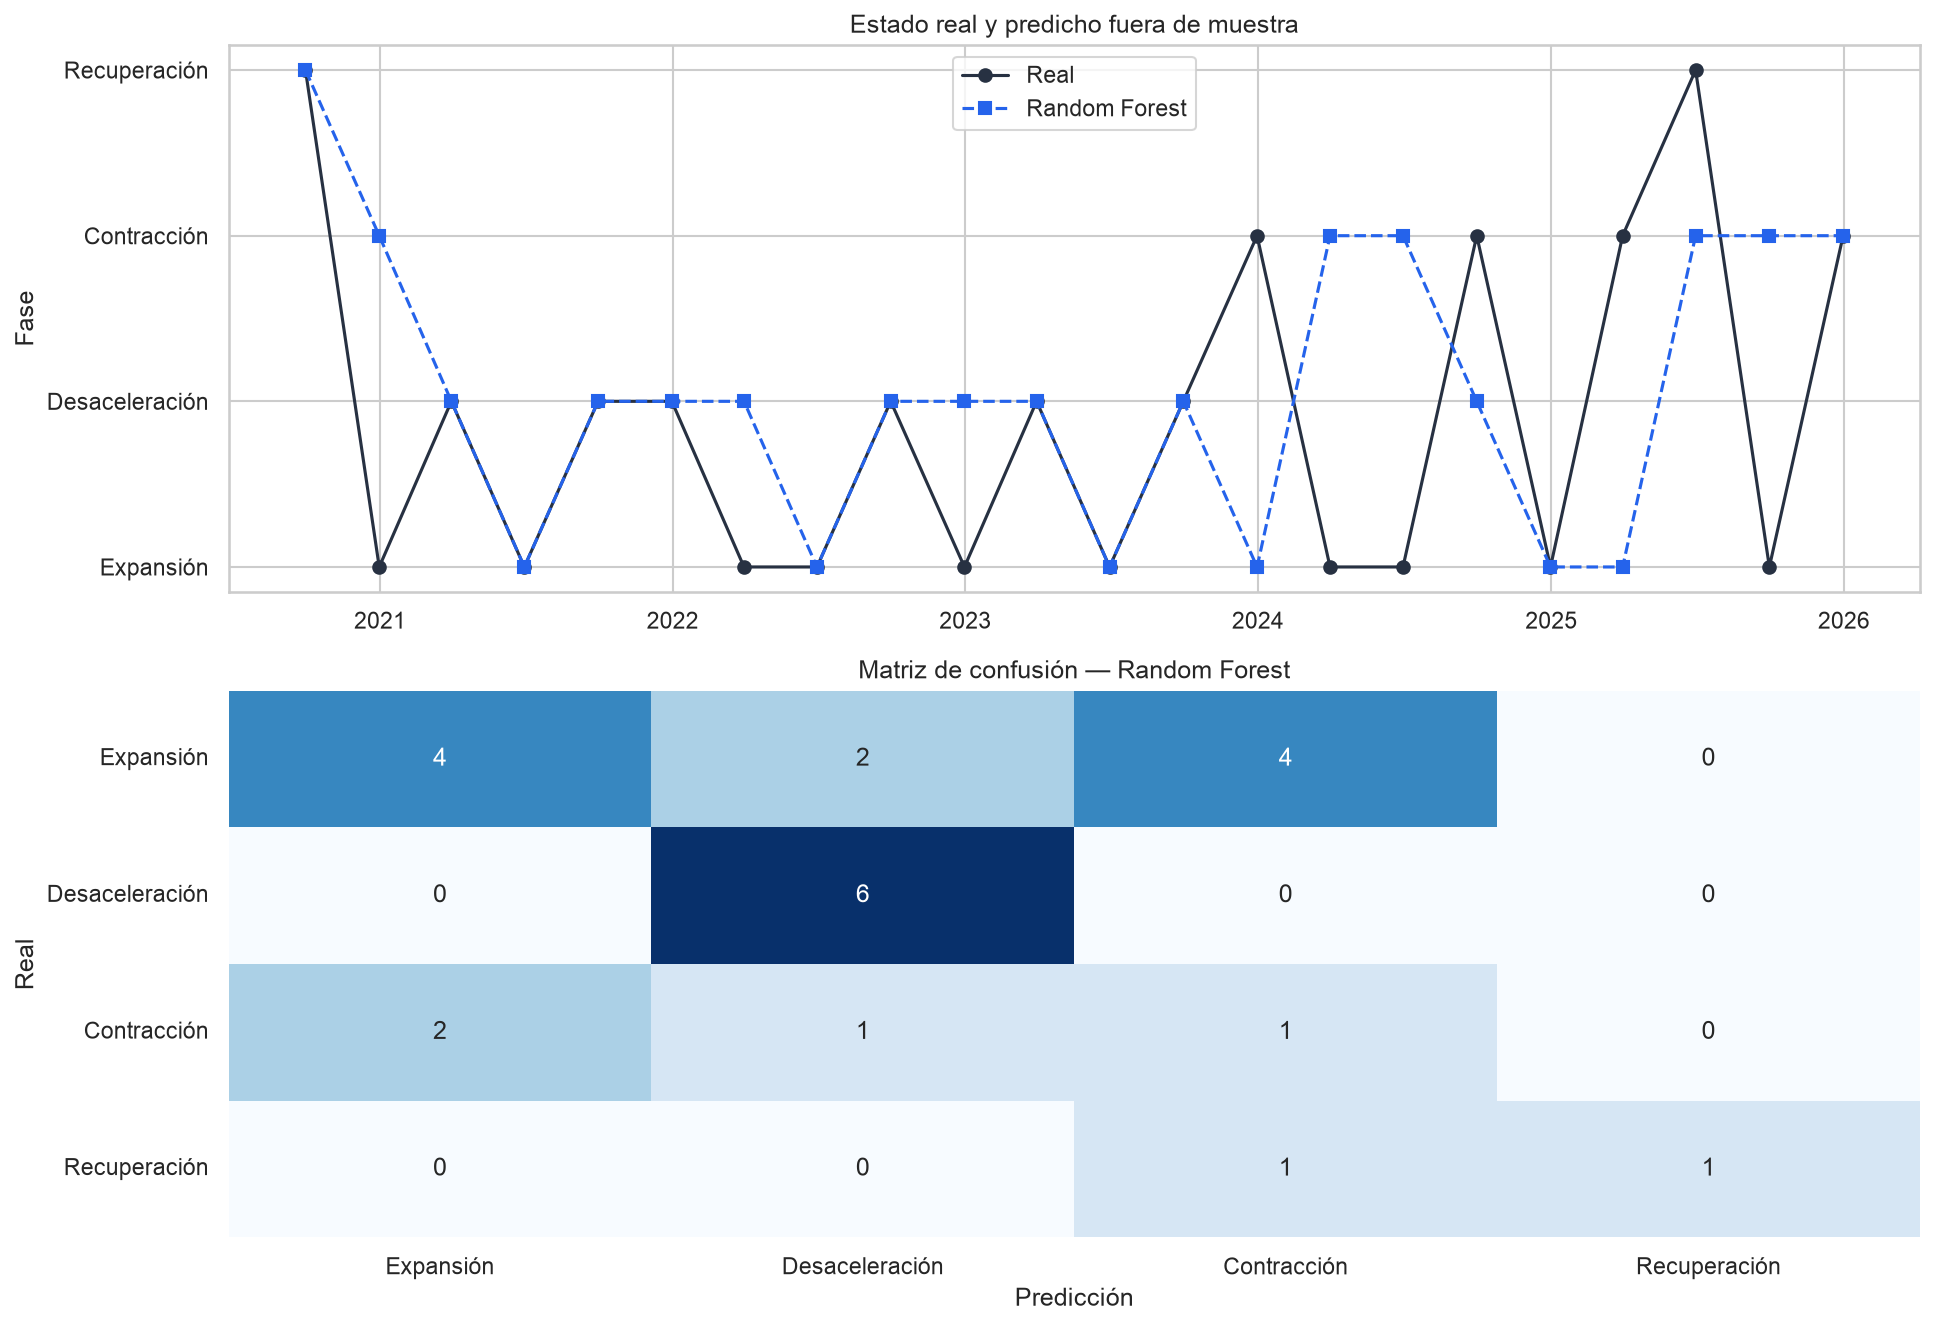 Estado real y predicho fuera de muestra
Real
Random Forest
Fase
Recuperación
Contracción
Desaceleración
Expansión
2021 2022 2023 2024 2025 2026
Matriz de confusión — Random Forest
Real
Expansión 4 2 4 0
Desaceleración 0 6 0 0
Contracción 2 1 1 0
Recuperación 0 0 1 1
Expansión Desaceleración Contracción Recuperación
Predicción